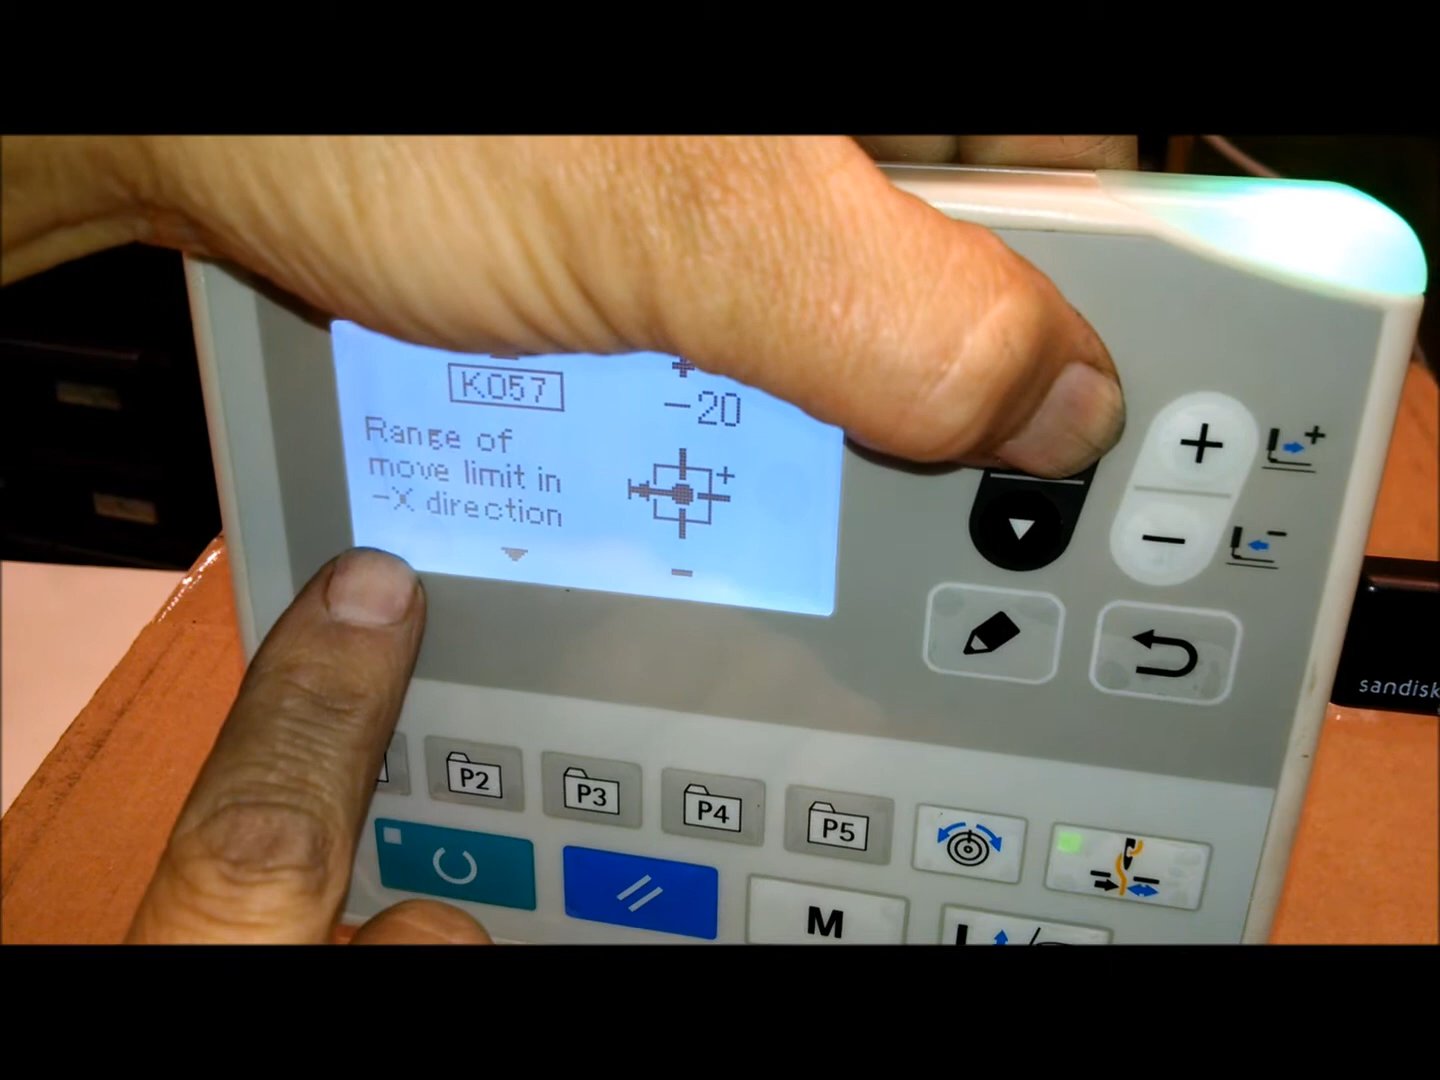 K057
-20
Range of
move limit in
-X direction
+
-
+
-
+
-
sandisk
P2
P3
P4
P5
M